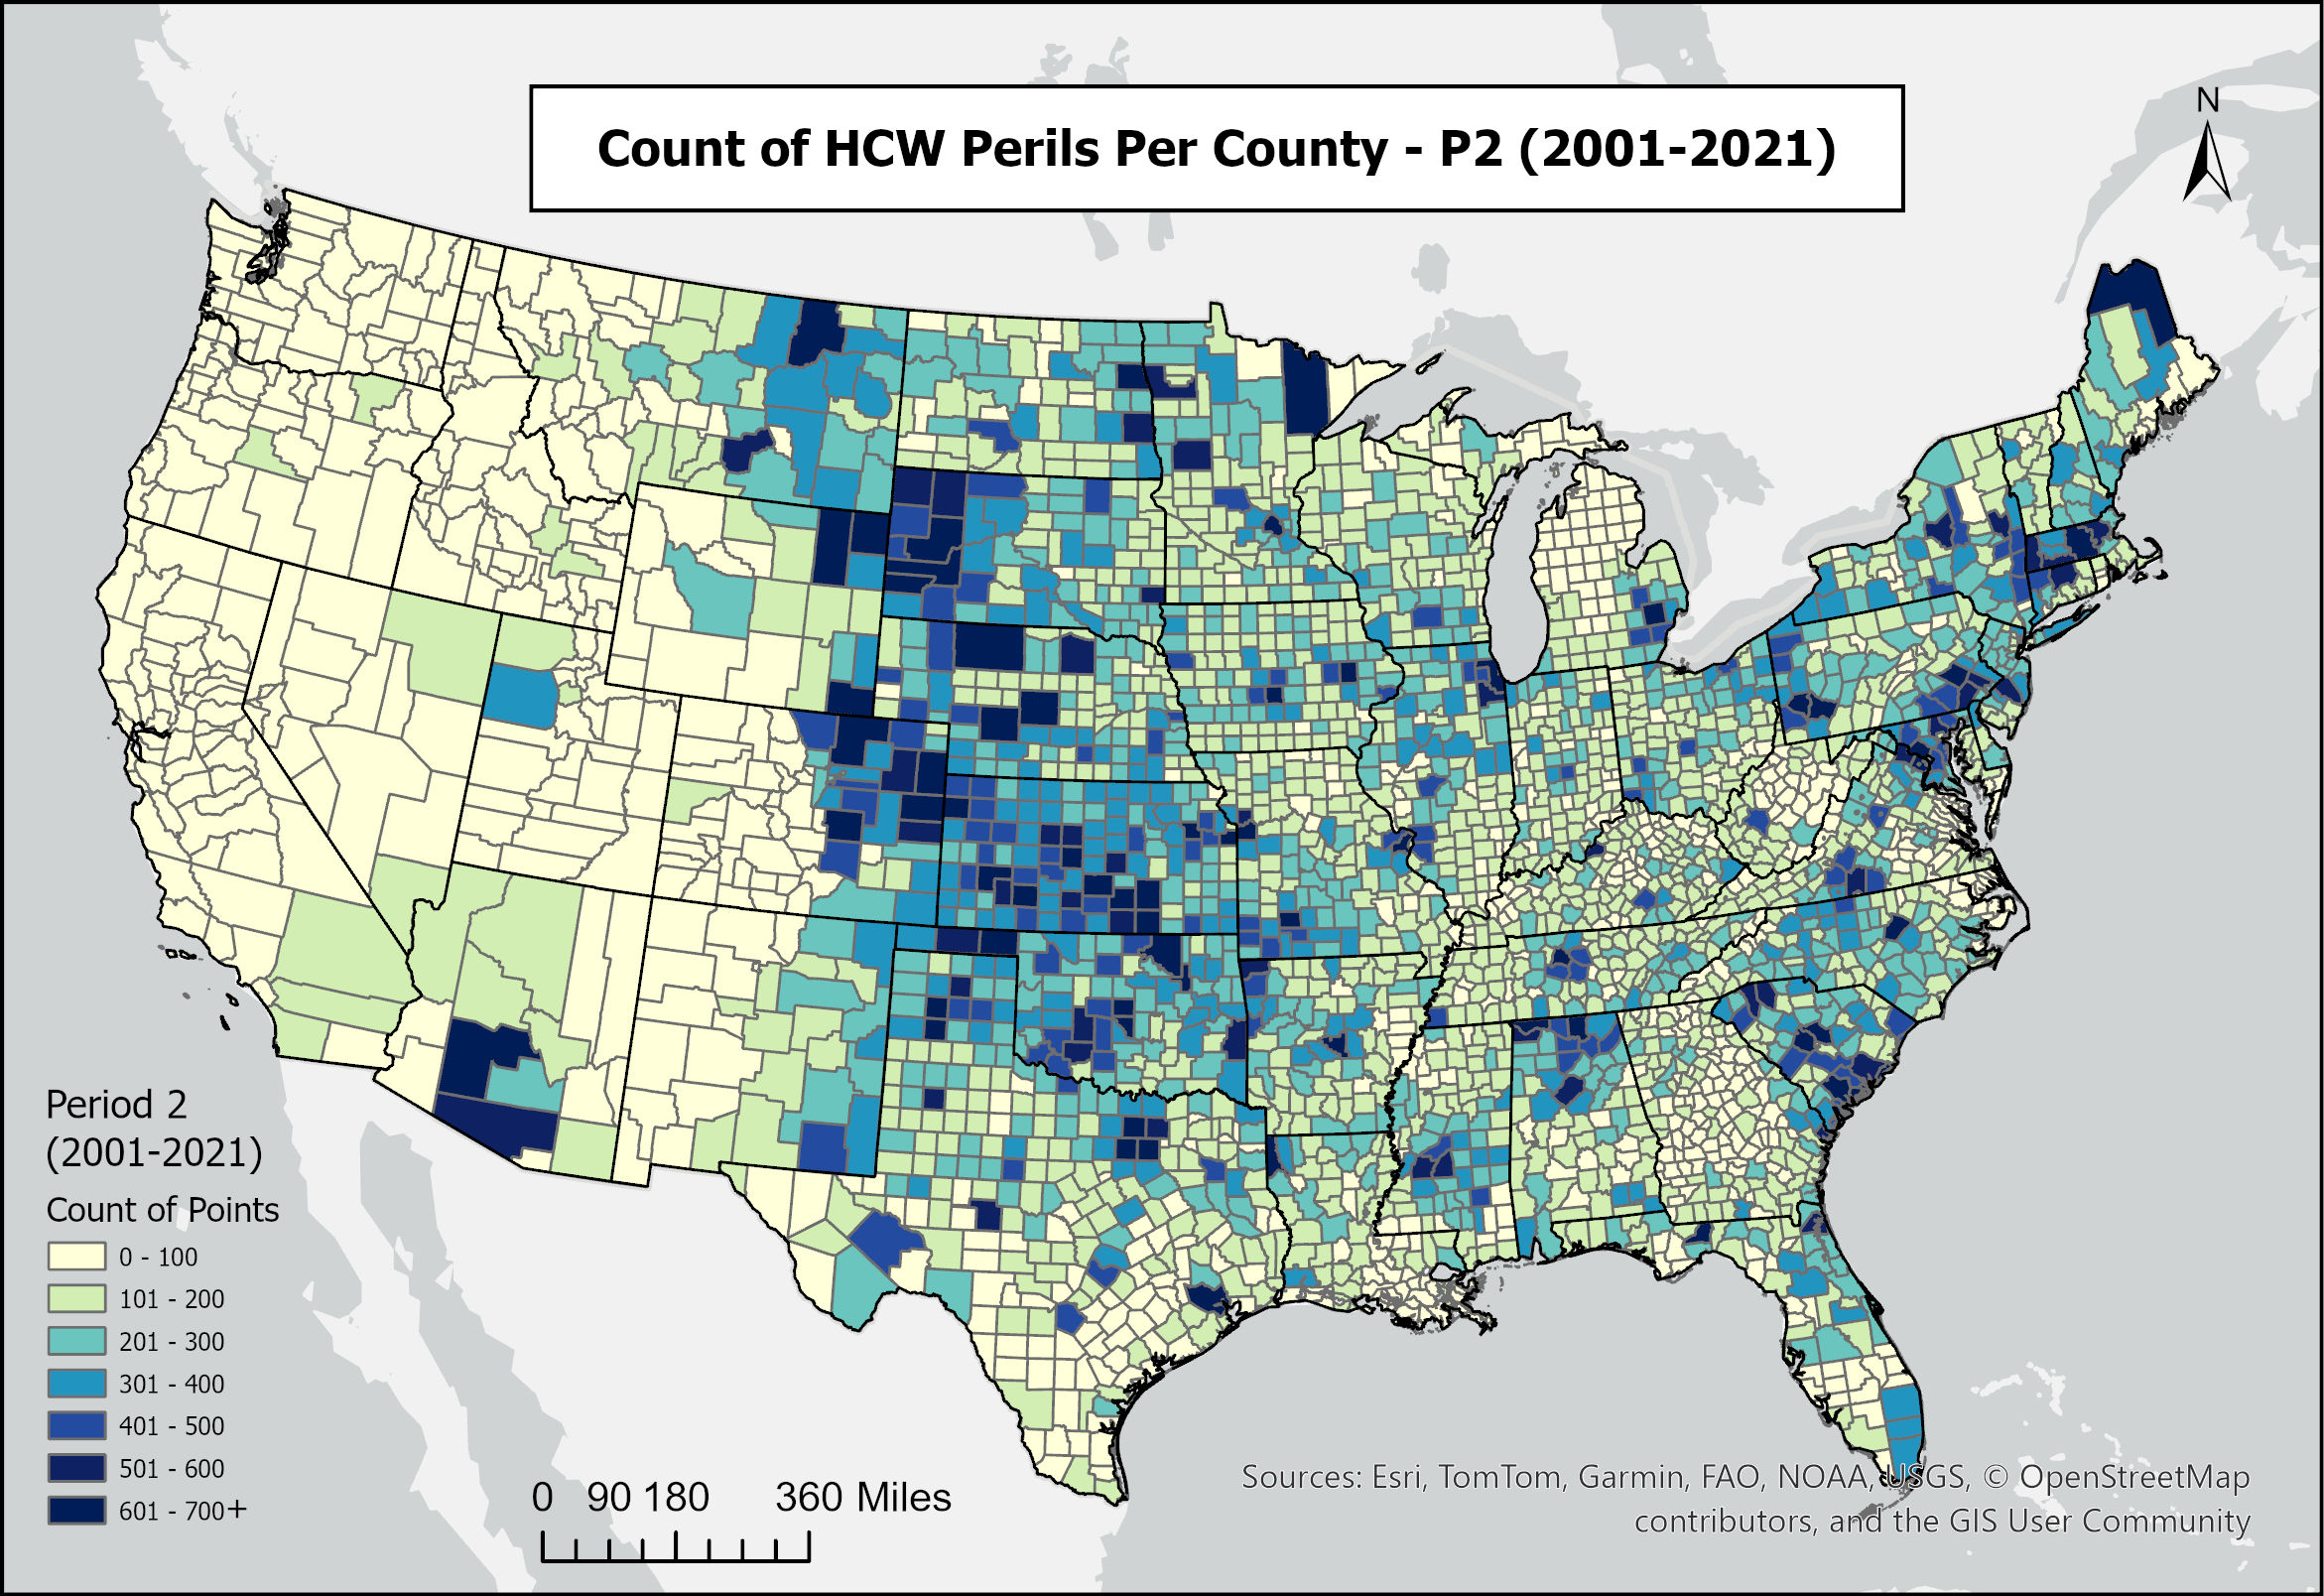 Count of HCW Perils Per County - P2 (2001-2021)
N
Period 2
(2001-2021)
Count of Points
0 - 100
101 - 200
201 - 300
301 - 400
401 - 500
501 - 600
601 - 700+
0 90 180 360 Miles
Sources: Esri, TomTom, Garmin, FAO, NOAA, USGS, © OpenStreetMap
contributors, and the GIS User Community